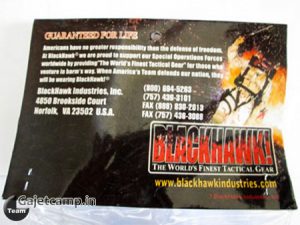 GUARANTEED FOR LIFE
Americans have no greater responsibility than the defense of freedom.
At BlackHawk® we are proud to support our Special Operations Forces
worldwide by providing "The World's Finest Tactical Gear" for those who
venture in harm's way. When America's Team defends our nation, they
will be wearing BlackHawk!®
BlackHawk Industries, Inc.
4850 Brookside Court
Norfolk, VA 23502 U.S.A.
(800) 694-5263
(757) 436-3101
FAX (888) 830-2013
FAX (757) 436-3088
BLACKHAWK!
THE WORLD'S FINEST TACTICAL GEAR
www.blackhawkindustries.com
Gajetcamp.in
Team